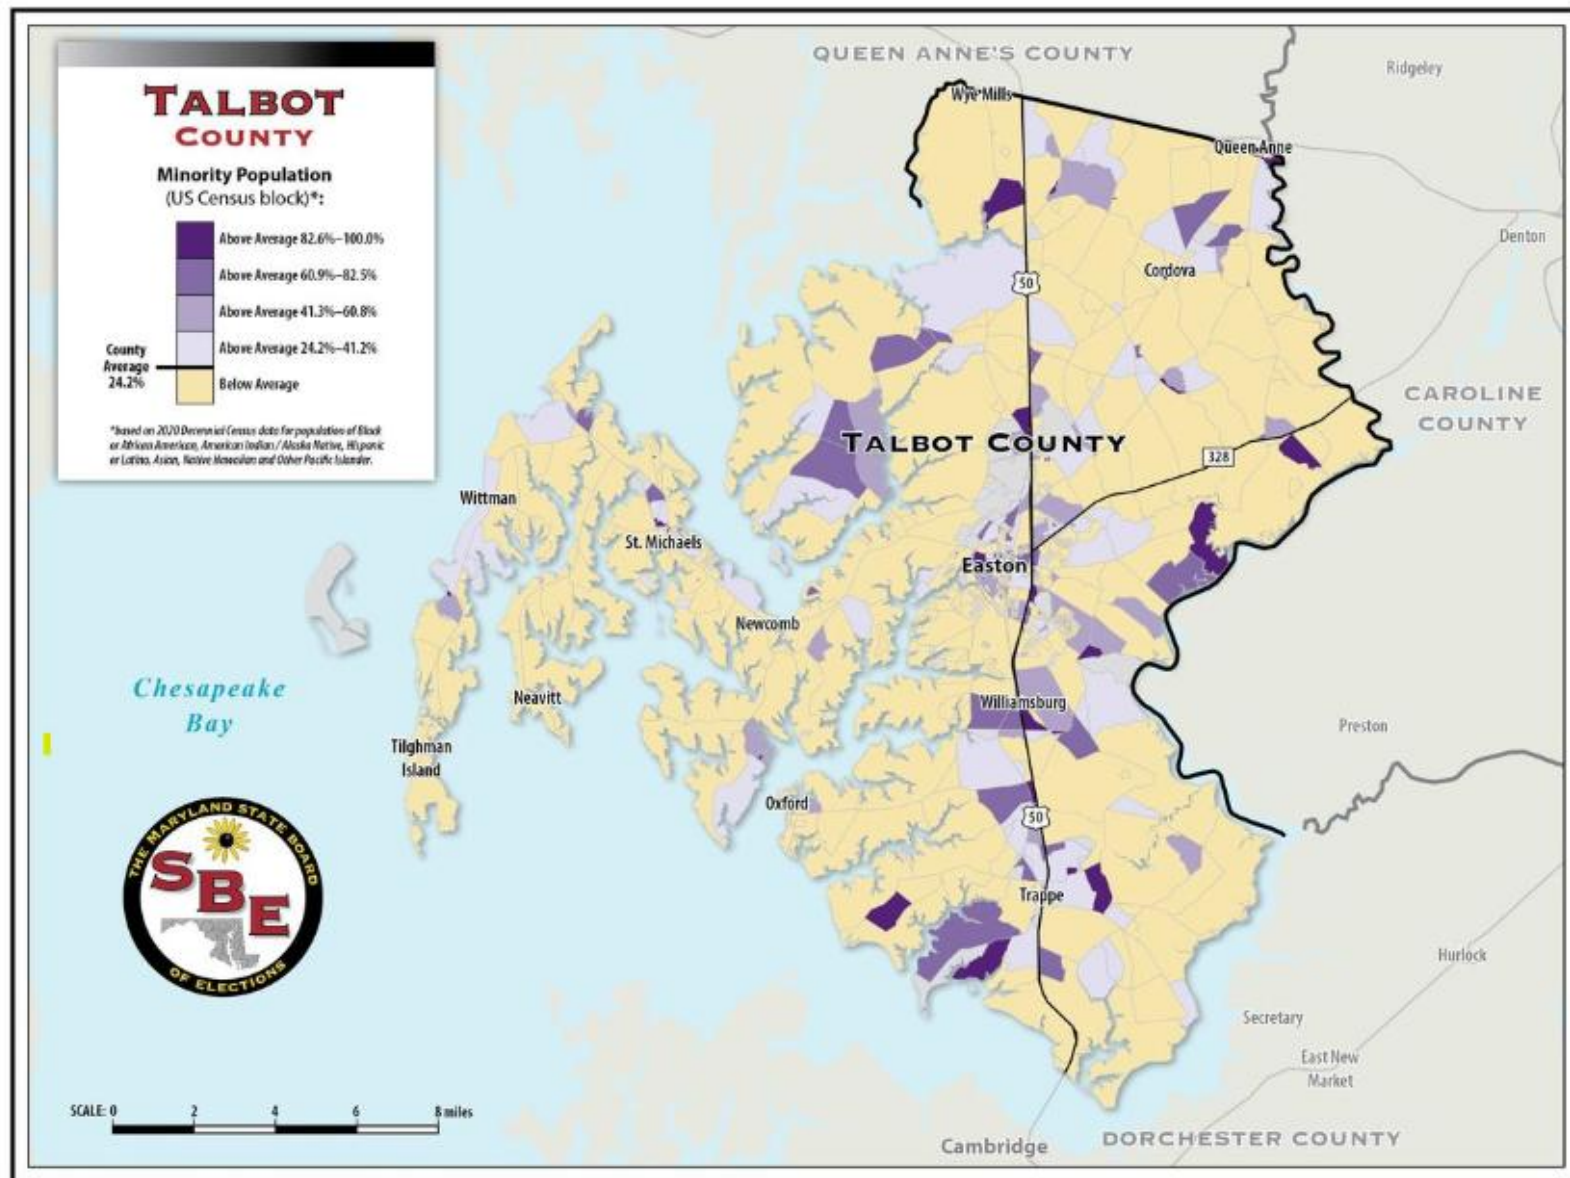 TALBOT
COUNTY
Minority Population
(US Census block)*:
Above Average 82.6%–100.0%
Above Average 60.9%–82.5%
Above Average 41.3%–60.8%
Above Average 24.2%–41.2%
County
Average
24.2%
Below Average
*based on 2020 Decennial Census data for population of Black
or African American, American Indian / Alaska Native, Hispanic
or Latino, Asian, Native Hawaiian and Other Pacific Islander.
QUEEN ANNE'S COUNTY
Ridgeley
Wye Mills
Queen Anne
Denton
Cordova
50
CAROLINE
COUNTY
TALBOT COUNTY
328
Wittman
St. Michaels
Easton
Newcomb
Chesapeake
Bay
Neavitt
Williamsburg
Preston
Tilghman
Island
Oxford
50
THE MARYLAND STATE BOARD
SBE
OF ELECTIONS
Trappe
Hurlock
Secretary
East New
Market
SCALE: 0 2 4 6 8 miles
Cambridge
DORCHESTER COUNTY